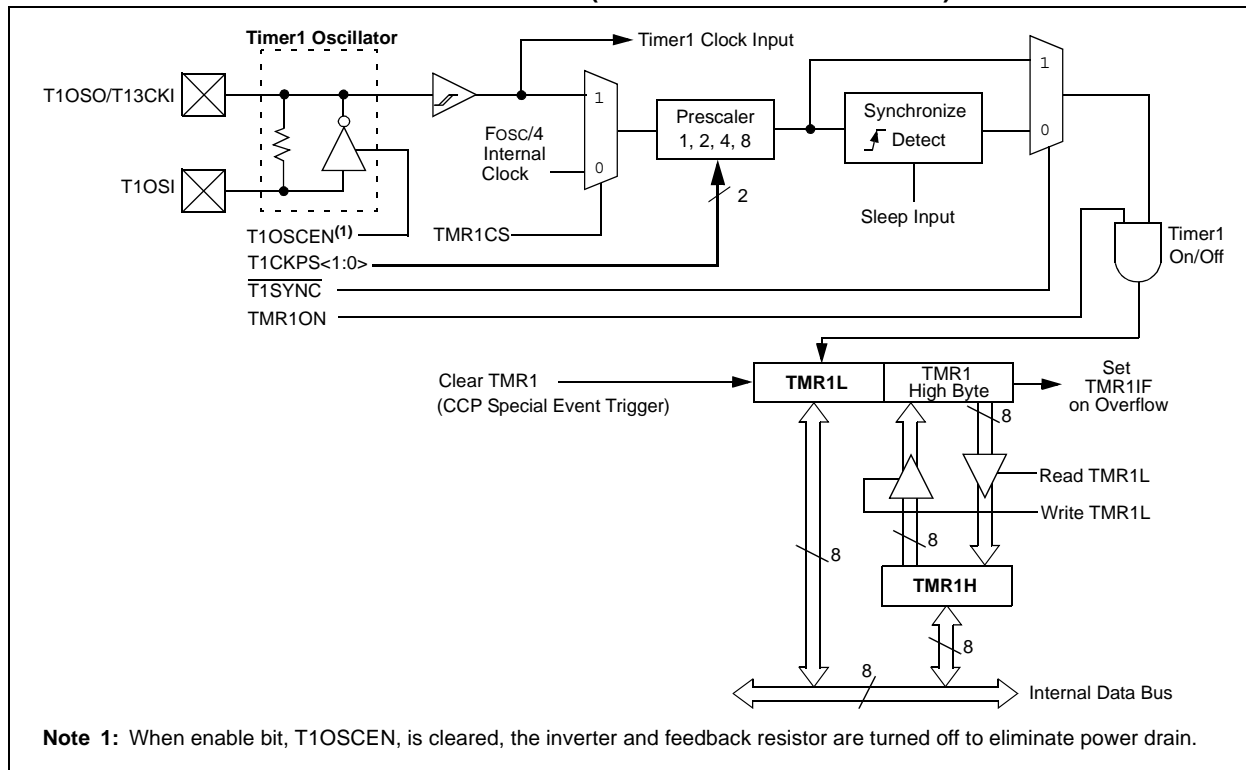 Timer1 Oscillator
Timer1 Clock Input
T1OSO/T13CKI
T1OSI
FOSC/4
Internal
Clock
1
0
Prescaler
1, 2, 4, 8
2
Synchronize
Detect
Sleep Input
1
0
T1OSCEN(1)
TMR1CS
T1CKPS<1:0>
T1SYNC
TMR1ON
Timer1
On/Off
Clear TMR1
(CCP Special Event Trigger)
TMR1L
TMR1
High Byte
Set
TMR1IF
on Overflow
8
Read TMR1L
Write TMR1L
8
8
TMR1H
8
8
Internal Data Bus
Note 1: When enable bit, T1OSCEN, is cleared, the inverter and feedback resistor are turned off to eliminate power drain.